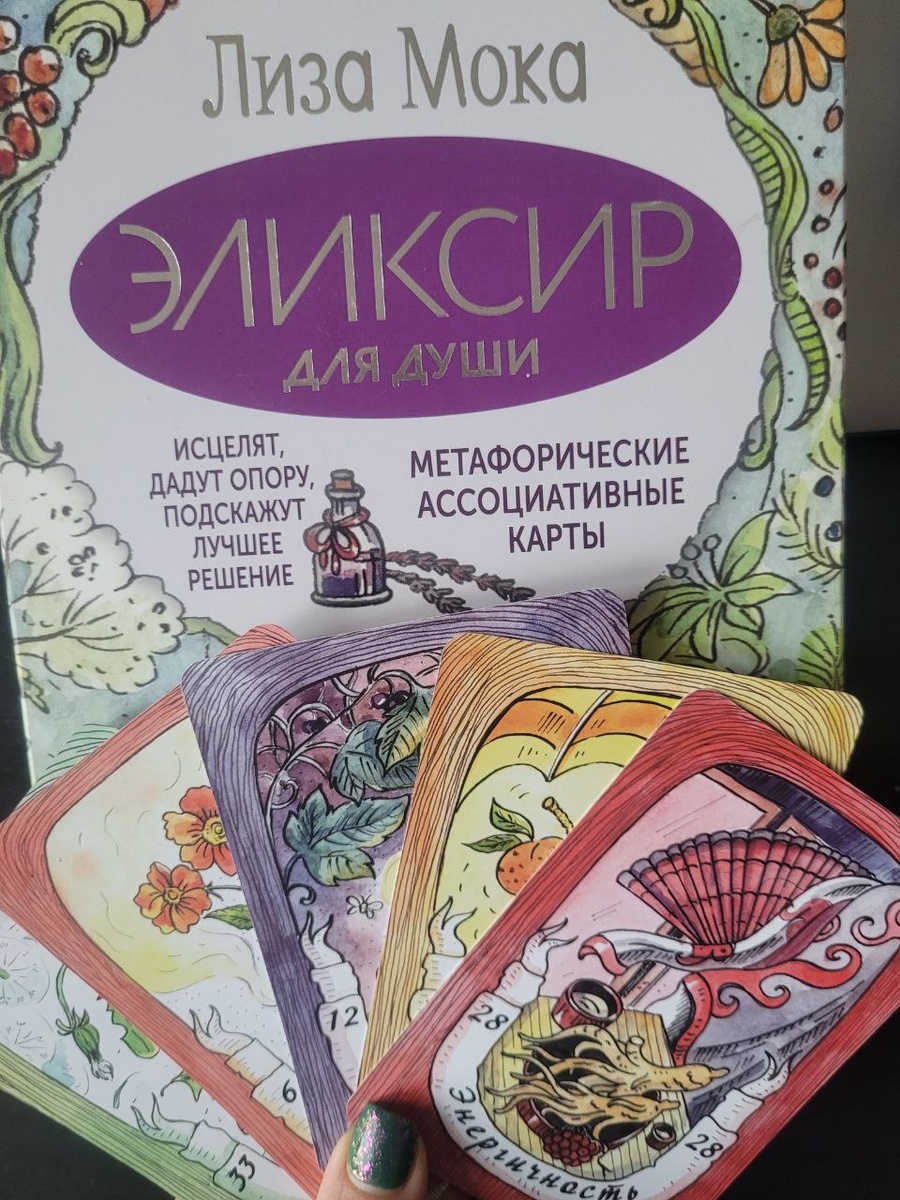 Лиза Мока
ЭЛИКСИР
ДЛЯ ДУШИ
ИСЦЕЛЯТ,
ДАДУТ ОПОРУ,
ПОДСКАЖУТ
ЛУЧШЕЕ
РЕШЕНИЕ
МЕТАФОРИЧЕСКИЕ
АССОЦИАТИВНЫЕ
КАРТЫ
33
6
12
28
Энергичность
28